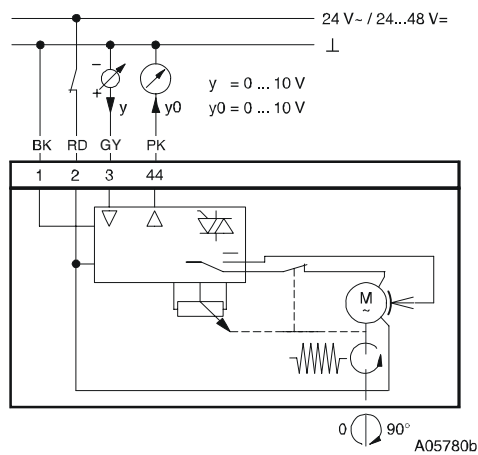 24 V~ / 24...48 V=
⊥
− + y y0
y = 0 ... 10 V
y0 = 0 ... 10 V
BK RD GY PK
1 2 3 44
M
~
0 90°
A05780b